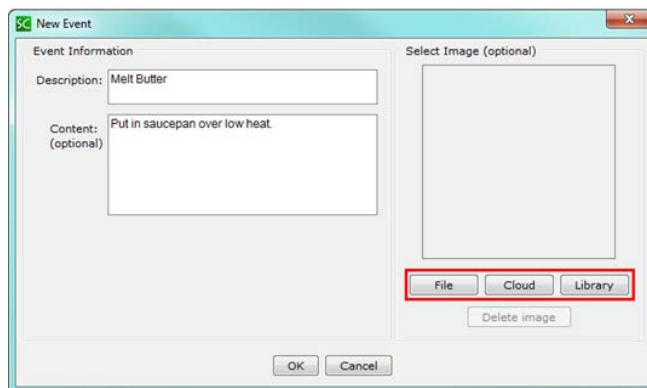 SC New Event
x
Event Information
Select Image (optional)
Description: Melt Butter
Content: Put in saucepan over low heat.
(optional)
File Cloud Library
Delete image
OK Cancel